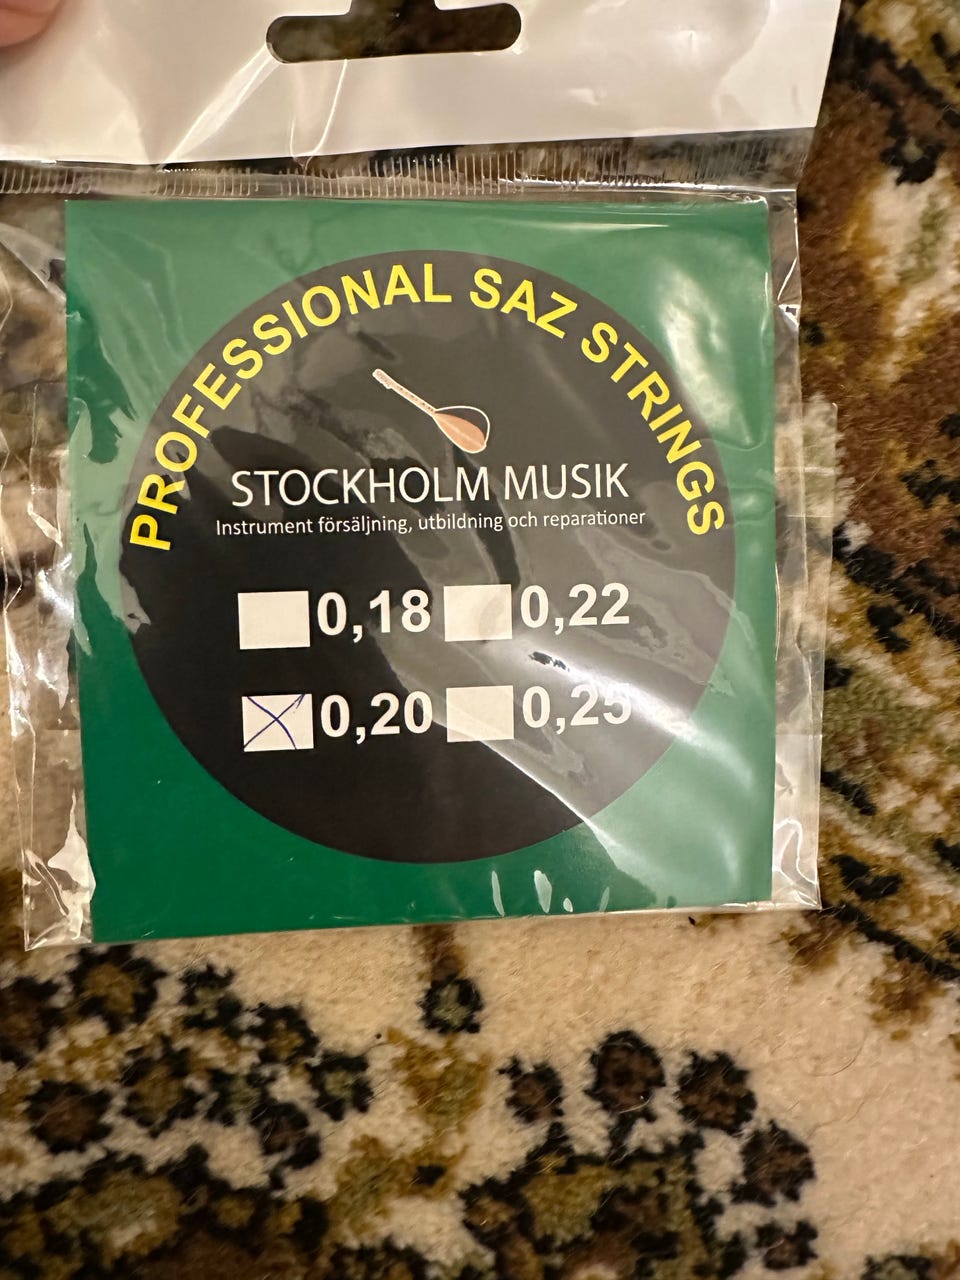 PROFESSIONAL SAZ STRINGS
STOCKHOLM MUSIK
Instrument försäljning, utbildning och reparationer
0,18 0,22
0,20 0,25